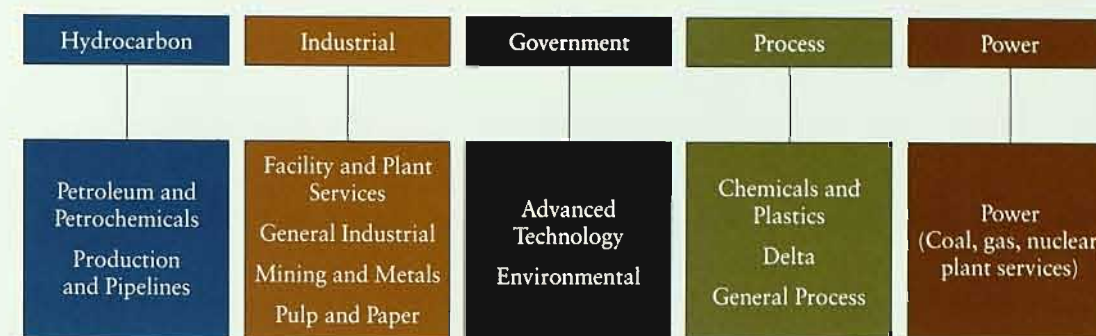 Hydrocarbon
Industrial
Government
Process
Power
Petroleum and
Petrochemicals
Production
and Pipelines
Facility and Plant
Services
General Industrial
Mining and Metals
Pulp and Paper
Advanced
Technology
Environmental
Chemicals and
Plastics
Delta
General Process
Power
(Coal, gas, nuclear
plant services)